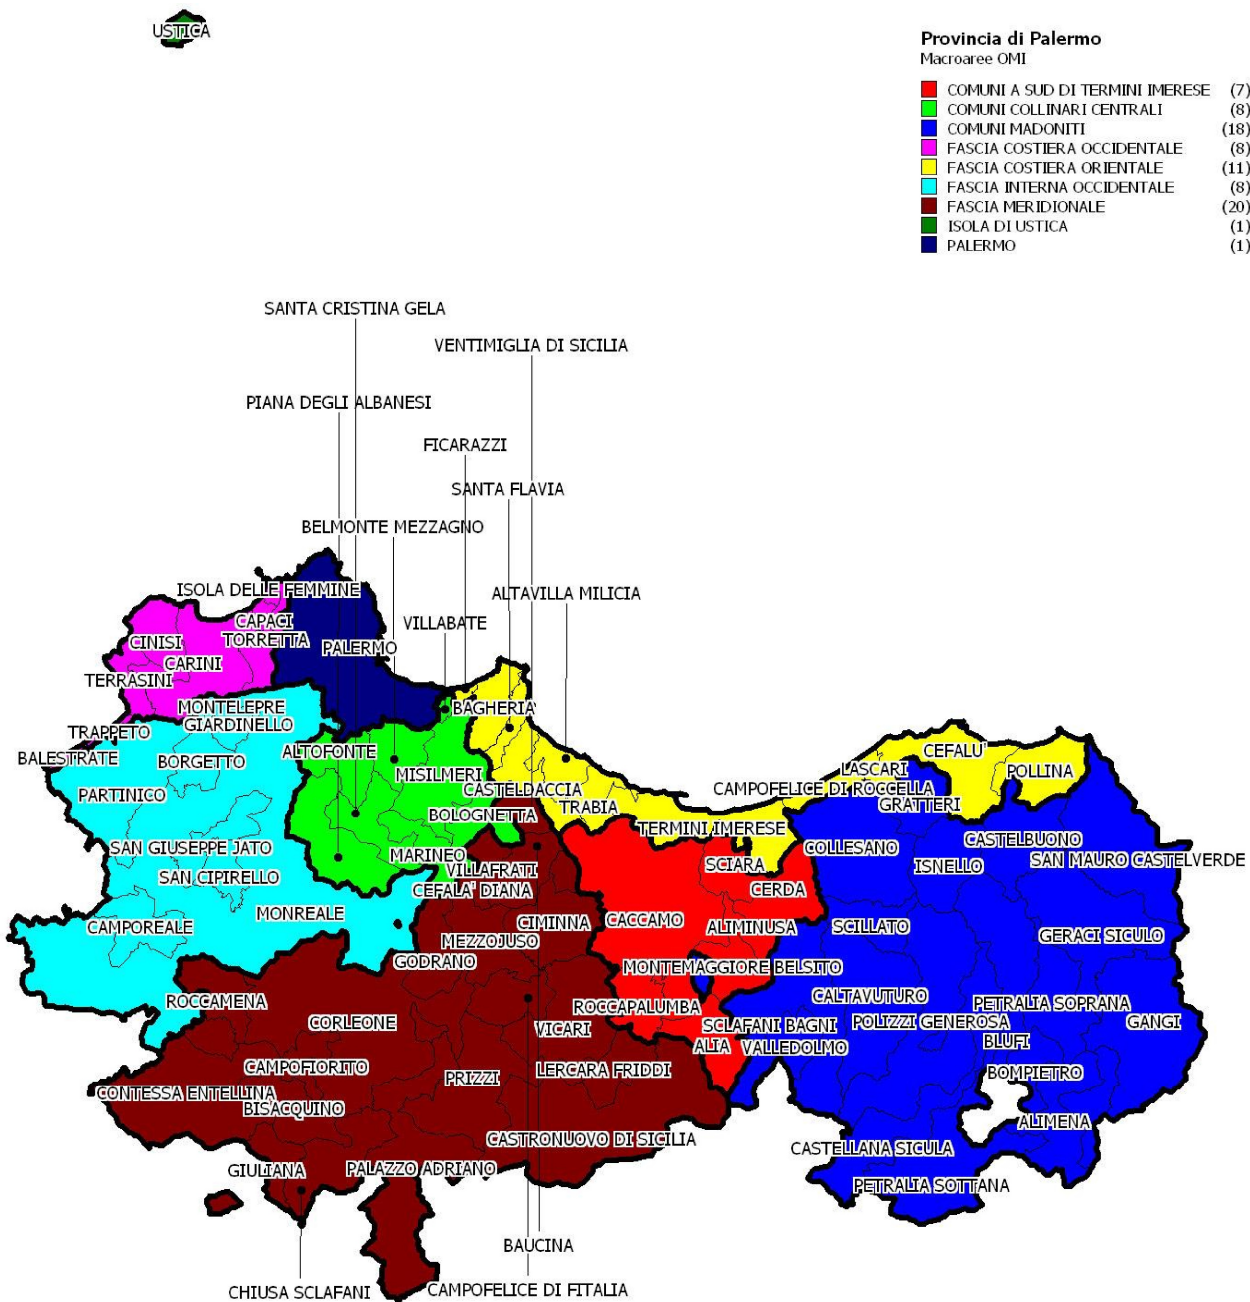 USTICA
Provincia di Palermo
Macroaree OMI
COMUNI A SUD DI TERMINI IMERESE (7)
COMUNI COLLINARI CENTRALI (8)
COMUNI MADONITI (18)
FASCIA COSTIERA OCCIDENTALE (8)
FASCIA COSTIERA ORIENTALE (11)
FASCIA INTERNA OCCIDENTALE (8)
FASCIA MERIDIONALE (20)
ISOLA DI USTICA (1)
PALERMO (1)
SANTA CRISTINA GELA
VENTIMIGLIA DI SICILIA
PIANA DEGLI ALBANESI
FICARAZZI
SANTA FLAVIA
BELMONTE MEZZAGNO
ISOLA DELLE FEMMINE
ALTAVILLA MILICIA
CAPACI
VILLABATE
CINISI
TORRETTA
PALERMO
CARINI
TERRASINI
MONTELEPRE
BAGHERIA
GIARDINELLO
TRAPPETO
BALESTRATE
BORGETTO
ALTOFONTE
CEFALU'
LASCARI
POLLINA
MISILMERI
PARTINICO
CASTELDACCIA
CAMPOFELICE DI ROCCELLA
TRABIA
GRATTERI
BOLOGNETTA
TERMINI IMERESE
CASTELBUONO
SAN GIUSEPPE JATO
MARINEO
COLLESANO
SAN MAURO CASTELVERDE
SCIARA
ISNELLO
VILLAFRATI
SAN CIPIRELLO
CEFALA' DIANA
CERDA
MONREALE
CIMINNA
CACCAMO
CAMPOREALE
ALIMINUSA
SCILLATO
GERACI SICULO
MEZZOJUSO
GODRANO
MONTEMAGGIORE BELSITO
ROCCAMENA
CALTAVUTURO
PETRALIA SOPRANA
ROCCAPALUMBA
CORLEONE
VICARI
SCLAFANI BAGNI
POLIZZI GENEROSA
GANGI
ALIA
VALLEDOLMO
BLUFI
CAMPOFIORITO
LERCARA FRIDDI
BOMPIETRO
PRIZZI
CONTESSA ENTELLINA
BISACQUINO
ALIMENA
CASTRONUOVO DI SICILIA
CASTELLANA SICULA
GIULIANA
PALAZZO ADRIANO
PETRALIA SOTTANA
BAUCINA
CHIUSA SCLAFANI
CAMPOFELICE DI FITALIA